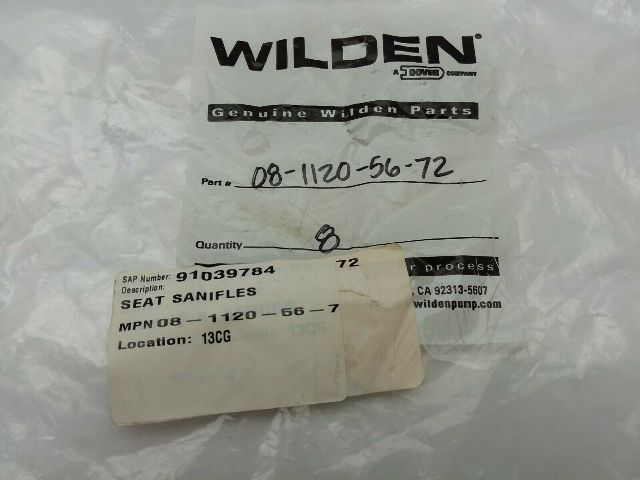 WILDEN®
A DOVER COMPANY
Genuine Wilden Parts
Part # 08-1120-56-72
Quantity 8
r process
, CA 92313-5607
wildenpump.com
SAP Number: 91039784 72
Description:
SEAT SANIFLES
MPN 08-1120-56-7
Location: 13CG